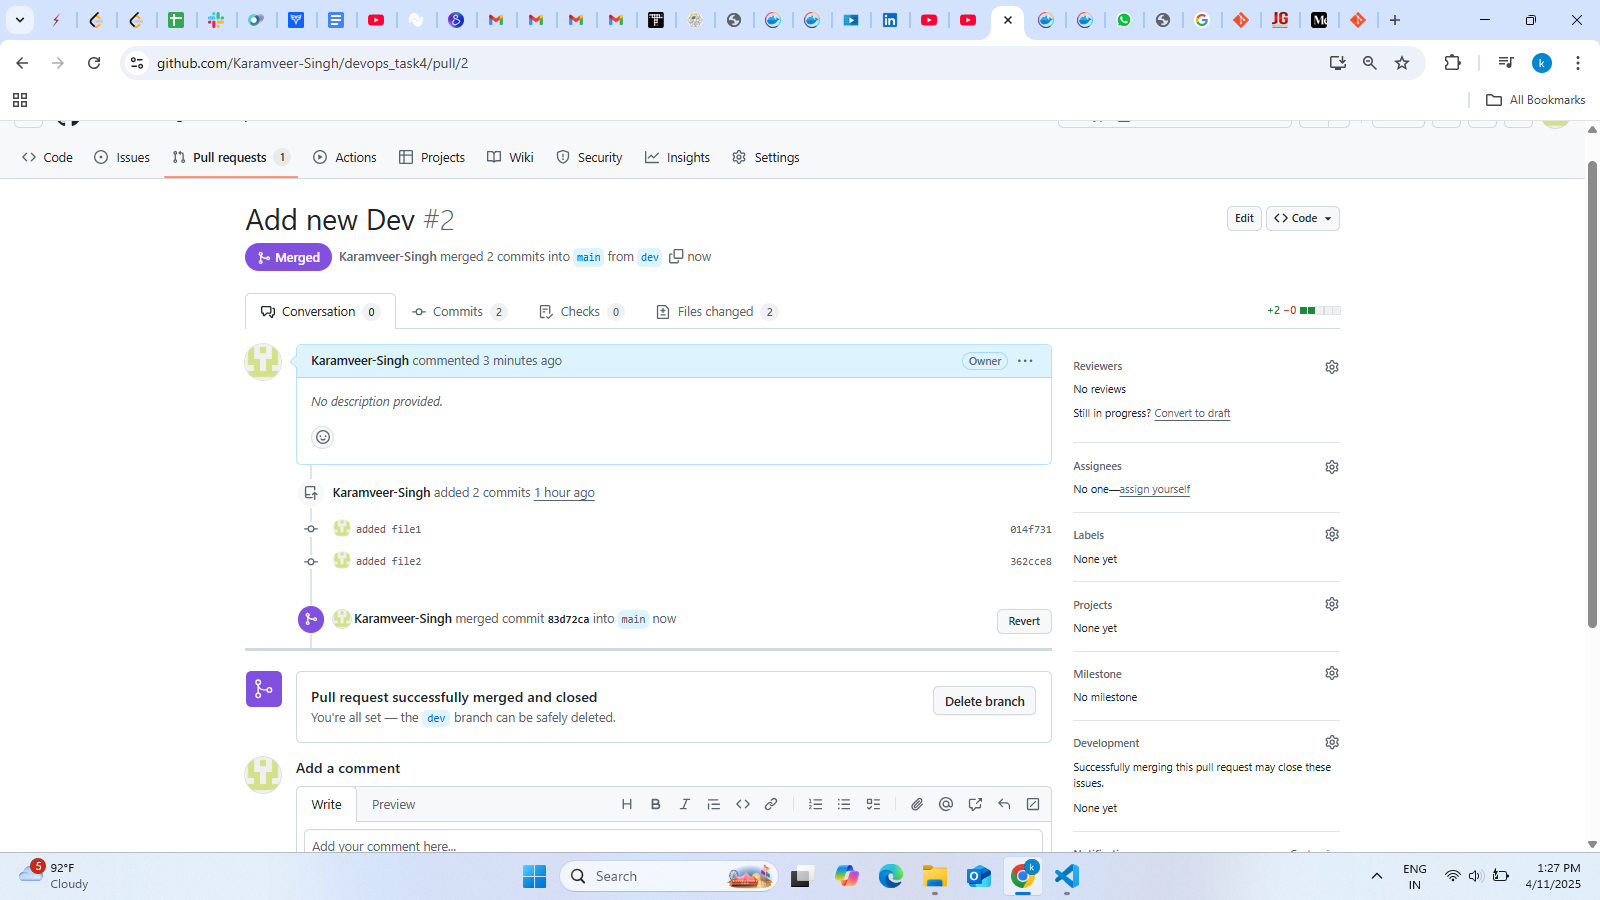 github.com/Karamveer-Singh/devops_task4/pull/2
k
All Bookmarks
Code
Issues
Pull requests 1
Actions
Projects
Wiki
Security
Insights
Settings
Add new Dev #2
Edit
<> Code
Merged
Karamveer-Singh merged 2 commits into main from dev now
Conversation 0
Commits 2
Checks 0
Files changed 2
+2 −0
Karamveer-Singh commented 3 minutes ago
Owner
No description provided.
Karamveer-Singh added 2 commits 1 hour ago
added file1
014f731
added file2
362cce8
Karamveer-Singh merged commit 83d72ca into main now
Revert
Pull request successfully merged and closed
You're all set — the dev branch can be safely deleted.
Delete branch
Add a comment
Write
Preview
Add your comment here...
Reviewers
No reviews
Still in progress? Convert to draft
Assignees
No one—assign yourself
Labels
None yet
Projects
None yet
Milestone
No milestone
Development
Successfully merging this pull request may close these
issues.
None yet
5
92°F
Cloudy
Search
k
ENG
IN
1:27 PM
4/11/2025